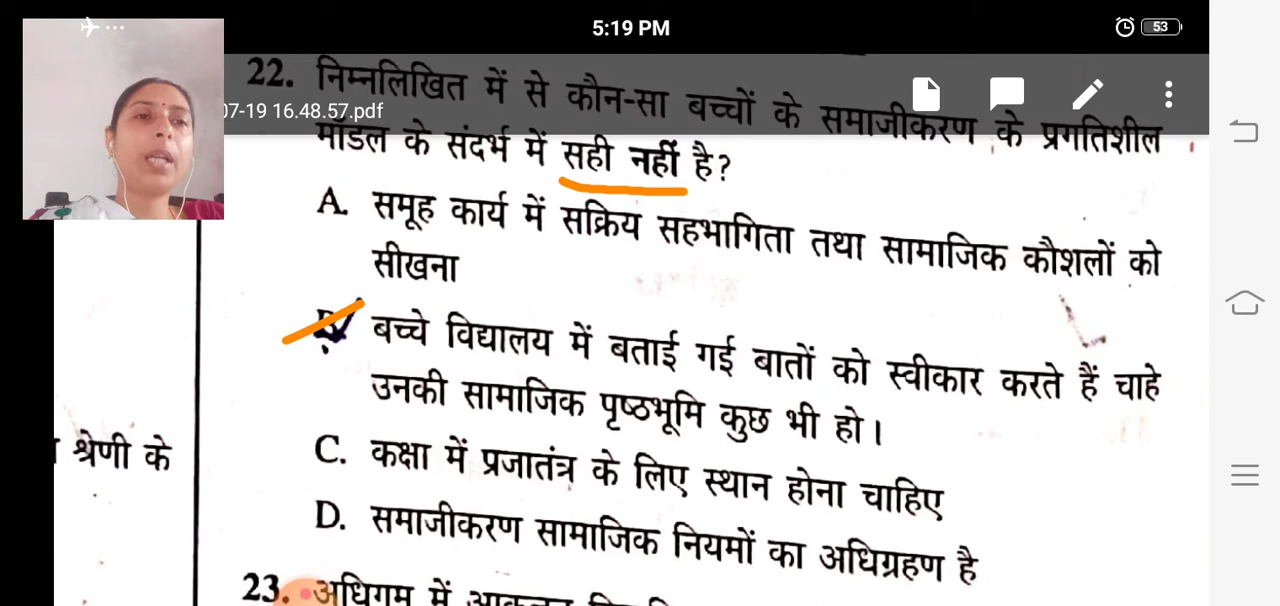 5:19 PM
53
22. निम्नलिखित में से कौन-सा बच्चों के समाजीकरण के प्रगतिशील
07-19 16.48.57.pdf
मॉडल के संदर्भ में सही नहीं है?
A. समूह कार्य में सक्रिय सहभागिता तथा सामाजिक कौशलों को
सीखना
बच्चे विद्यालय में बताई गई बातों को स्वीकार करते हैं चाहे
उनकी सामाजिक पृष्ठभूमि कुछ भी हो।
श्रेणी के
C. कक्षा में प्रजातंत्र के लिए स्थान होना चाहिए
D. समाजीकरण सामाजिक नियमों का अधिग्रहण है
23. अधिगम में